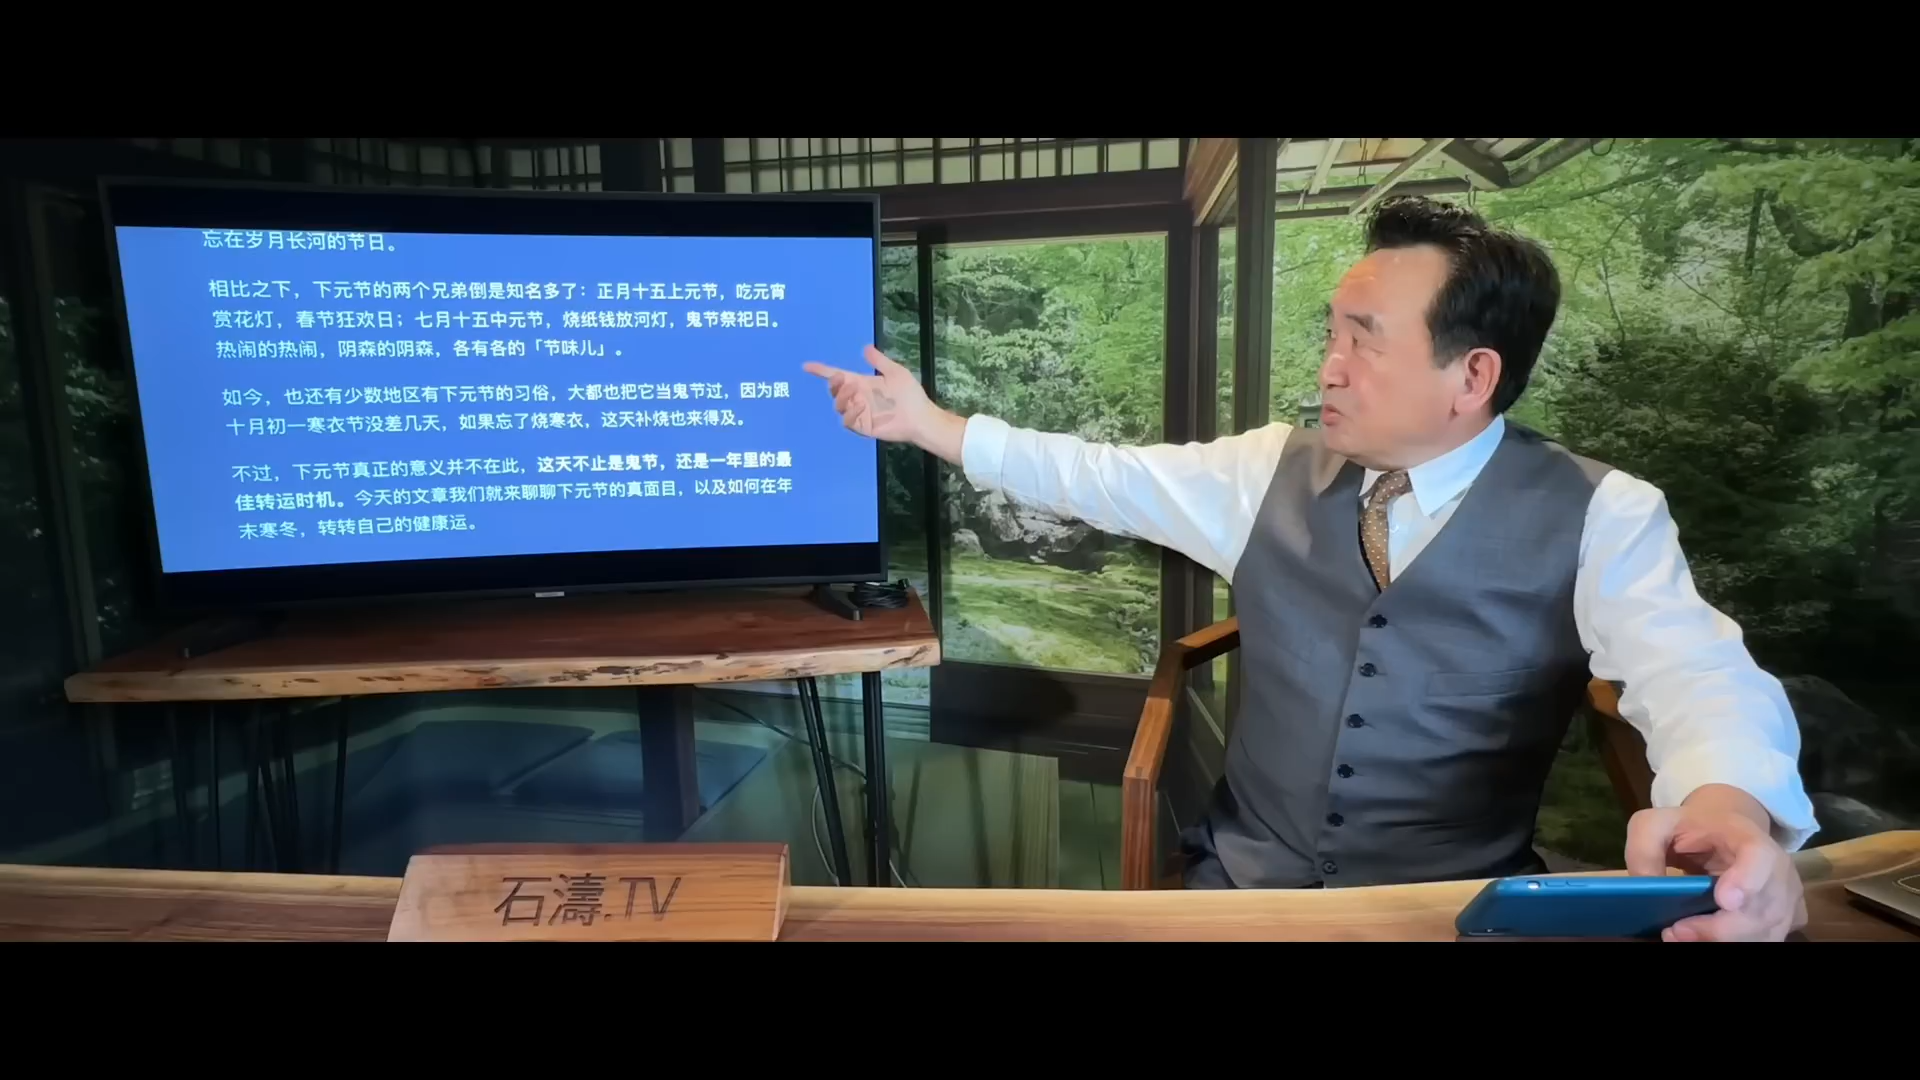 忘在岁月长河的节日。
相比之下，下元节的两个兄弟倒是知名多了：正月十五上元节，吃元宵
赏花灯，春节狂欢日；七月十五中元节，烧纸钱放河灯，鬼节祭祀日。
热闹的热闹，阴森的阴森，各有各的「节味儿」。
如今，也还有少数地区有下元节的习俗，大都也把它当鬼节过，因为跟
十月初一寒衣节没差几天，如果忘了烧寒衣，这天补烧也来得及。
不过，下元节真正的意义并不在此，这天不止是鬼节，还是一年里的最
佳转运时机。今天的文章我们就来聊聊下元节的真面目，以及如何在年
末寒冬，转转自己的健康运。
石濤.TV